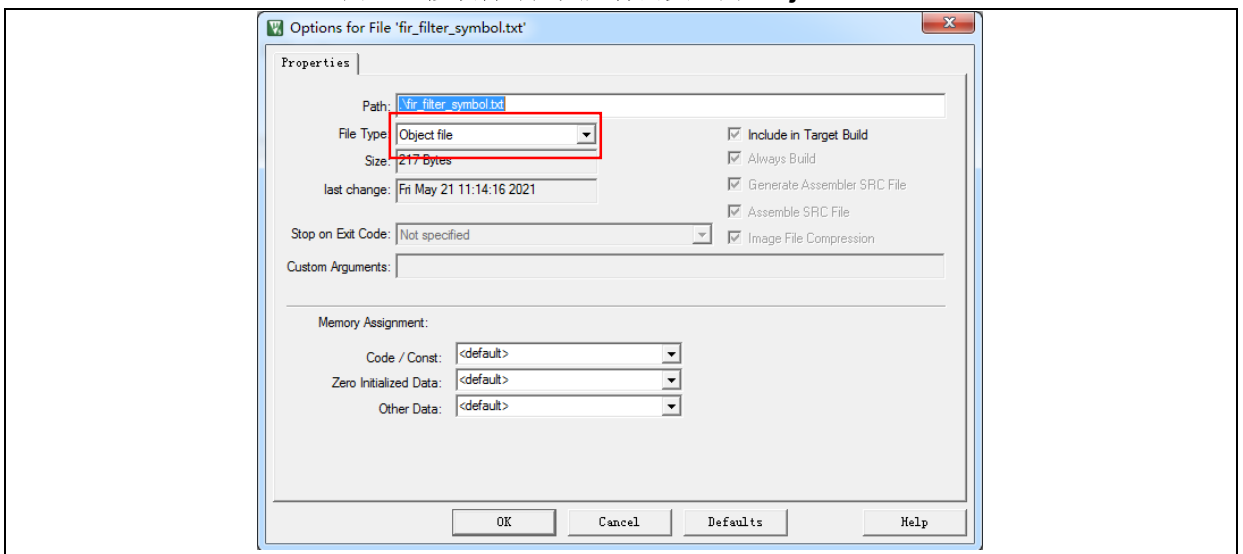 Options for File 'fir_filter_symbol.txt'
Properties
Path: .\fir_filter_symbol.txt
File Type: Object file
Include in Target Build
Size: 217 Bytes
Always Build
last change: Fri May 21 11:14:16 2021
Generate Assembler SRC File
Assemble SRC File
Stop on Exit Code: Not specified
Image File Compression
Custom Arguments:
Memory Assignment:
Code / Const: <default>
Zero Initialized Data: <default>
Other Data: <default>
OK Cancel Defaults Help